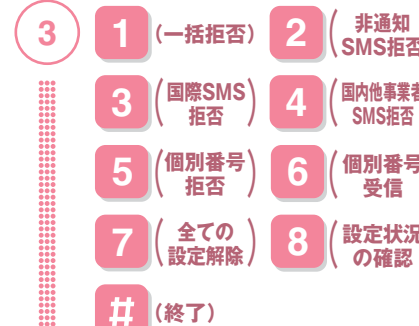 3
1 (一括拒否) 2 (非通知
SMS拒否
3 (国際SMS
拒否) 4 (国内他事業者
SMS拒否
5 (個別番号
拒否) 6 (個別番号
受信
7 (全ての
設定解除) 8 (設定状況
の確認
# (終了)